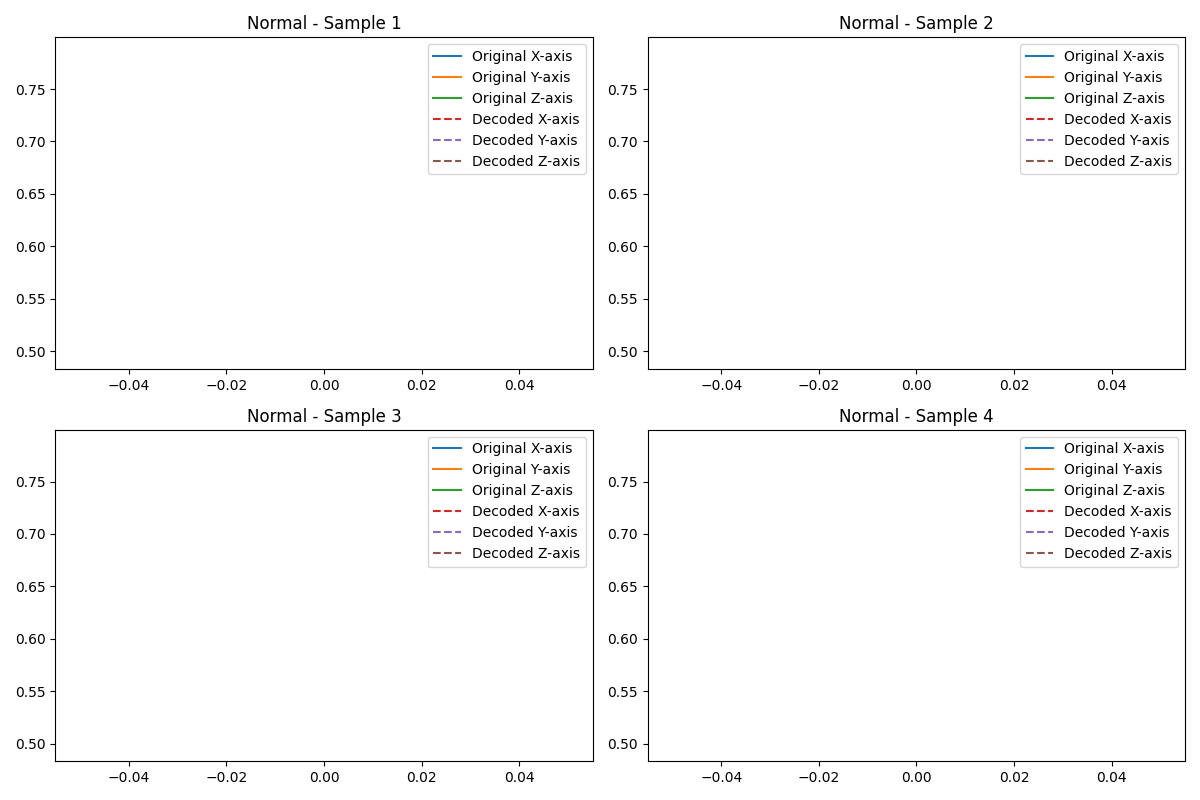 Normal - Sample 1
Original X-axis
Original Y-axis
Original Z-axis
Decoded X-axis
Decoded Y-axis
Decoded Z-axis
0.75
0.70
0.65
0.60
0.55
0.50
−0.04 −0.02 0.00 0.02 0.04
Normal - Sample 2
Original X-axis
Original Y-axis
Original Z-axis
Decoded X-axis
Decoded Y-axis
Decoded Z-axis
0.75
0.70
0.65
0.60
0.55
0.50
−0.04 −0.02 0.00 0.02 0.04
Normal - Sample 3
Original X-axis
Original Y-axis
Original Z-axis
Decoded X-axis
Decoded Y-axis
Decoded Z-axis
0.75
0.70
0.65
0.60
0.55
0.50
−0.04 −0.02 0.00 0.02 0.04
Normal - Sample 4
Original X-axis
Original Y-axis
Original Z-axis
Decoded X-axis
Decoded Y-axis
Decoded Z-axis
0.75
0.70
0.65
0.60
0.55
0.50
−0.04 −0.02 0.00 0.02 0.04